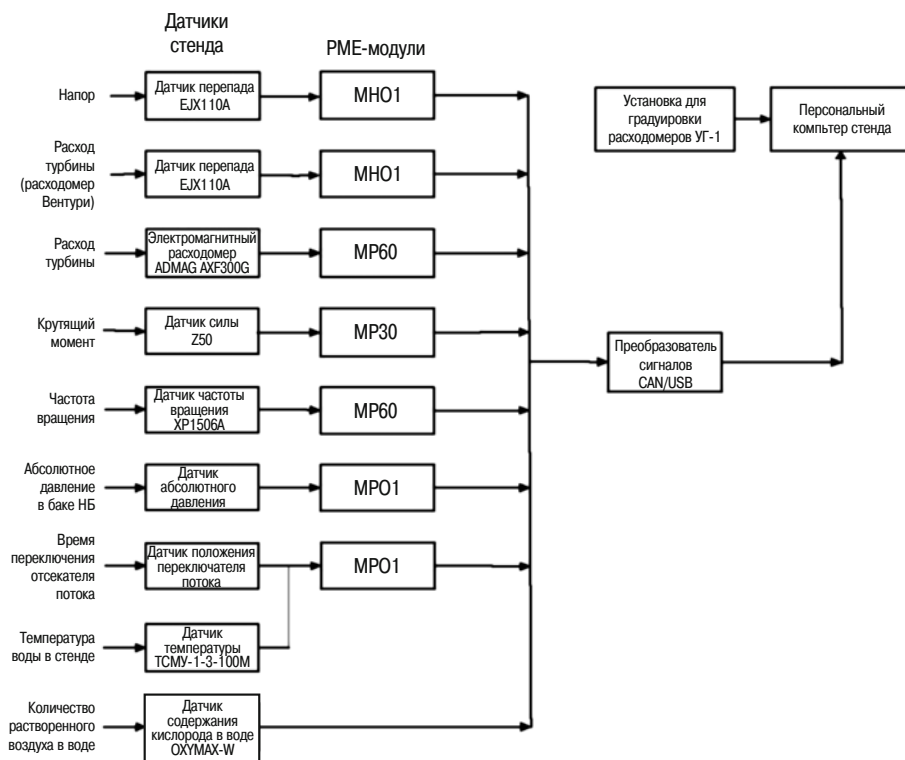 Датчики
стенда
PME-модули
Напор
Датчик перепада
EJX110A
МНО1
Установка для
градуировки
расходомеров УГ-1
Персональный
компьтер стенда
Расход
турбины
(расходомер
Вентури)
Датчик перепада
EJX110A
МНО1
Расход
турбины
Электромагнитный
расходомер
ADMAG AXF300G
МР60
Крутящий
момент
Датчик силы
Z50
МР30
Преобразователь
сигналов
CAN/USB
Частота
вращения
Датчик частоты
вращения
XP1506A
МР60
Абсолютное
давление
в баке НБ
Датчик
абсолютного
давления
МРО1
Время
переключения
отсекателя
потока
Датчик положения
переключателя
потока
МРО1
Температура
воды в стенде
Датчик
температуры
ТСМУ-1-3-100М
Количество
растворенного
воздуха в воде
Датчик
содержания
кислорода в воде
OXYMAX-W